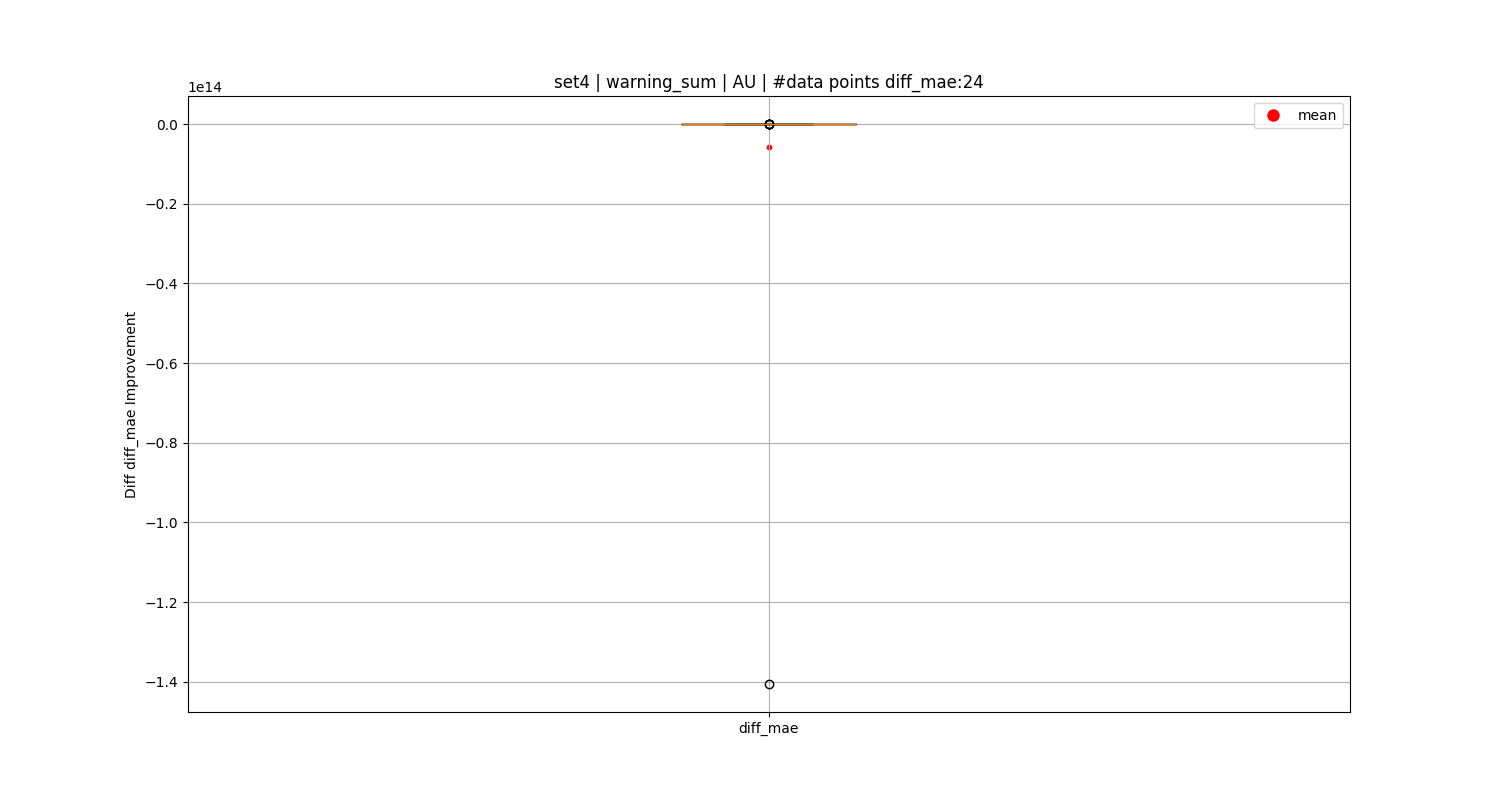 set4 | warning_sum | AU | #data points diff_mae:24
1e14
mean
0.0
−0.2
−0.4
−0.6
−0.8
−1.0
−1.2
−1.4
Diff diff_mae Improvement
diff_mae